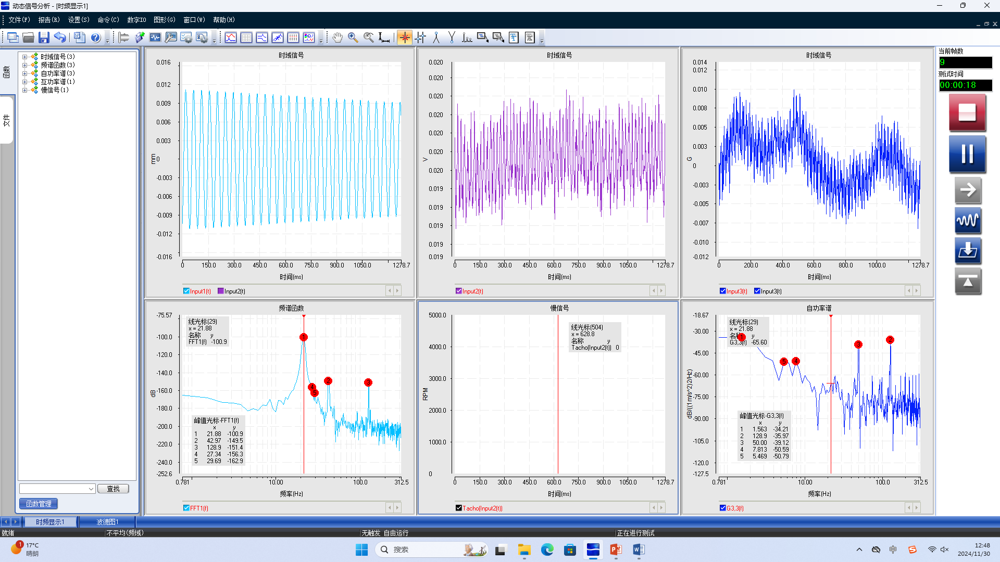 动态信号分析 - [时频显示1]
文件(F) 报告(R) 设置(S) 命令(C) 数字IO 图形(G) 窗口(W) 帮助(H)
函数
文件
时域信号(3)
频谱函数(3)
自功率谱(3)
互功率谱(1)
慢信号(1)
查找
函数管理
时域信号
0.016
0.012
0.009
0.006
0.003
0
-0.003
-0.006
-0.009
-0.012
-0.016
mm
0 150.0 300.0 450.0 600.0 750.0 900.0 1050.0 1278.7
时间(ms)
Input1(t) Input2(t)
时域信号
0.020
0.020
0.020
0.020
0.020
0.020
0.020
0.019
0.019
0.019
0.019
0.019
V
0 150.0 300.0 450.0 600.0 750.0 900.0 1050.0 1278.7
时间(ms)
Input2(t)
时域信号
0.014
0.012
0.010
0.008
0.005
0.003
0
-0.003
-0.005
-0.007
-0.010
-0.012
G
0 200.0 400.0 600.0 800.0 1000.0 1278.7
时间(ms)
Input3(t) Input3(t)
频谱函数
-75.57
-100.0
-120.0
-140.0
-160.0
-180.0
-200.0
-220.0
-240.0
-252.6
dB
线光标(29)
x = 21.88
名称 y
FFT1(f) -100.9
1
2
3
4
5
峰值光标-FFT1(f)
x y
1 21.88 -100.9
2 42.97 -149.5
3 128.9 -151.4
4 27.34 -156.3
5 29.69 -162.9
0.781 10.00 100.0 312.5
频率(Hz)
FFT1(f)
慢信号
5000.0
4000.0
3000.0
2000.0
1000.0
0
RPM
线光标(504)
x = 628.8
名称 y
Tacho(Input2(t)) 0
0 150.0 300.0 450.0 600.0 750.0 900.0 1050.0 1278.7
时间(ms)
Tacho(Input2(t))
自功率谱
-18.67
-30.00
-45.00
-60.00
-75.00
-90.00
-105.0
-120.0
-127.5
dB/((1m/s^2)2/Hz)
线光标(29)
x = 21.88
名称 y
G3,3(f) -65.60
1
2
3
4
5
峰值光标-G3,3(f)
x y
1 1.563 -34.21
2 128.9 -35.97
3 50.00 -39.12
4 7.813 -50.59
5 5.469 -50.79
0.781 10.00 100.0 312.5
频率(Hz)
G3,3(f)
当前帧数
9
测试时间
00:00:18
时频显示1 波德图1
就绪 不平均(频域) 无触发 自由运行 正在进行测试
1
17°C
晴朗
搜索
中
12:48
2024/11/30